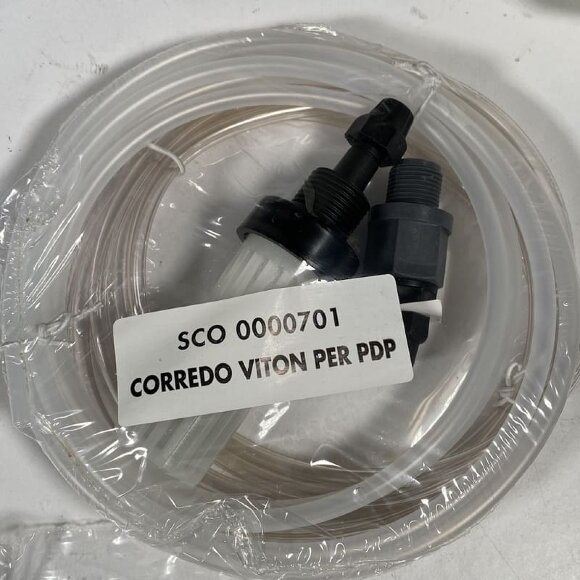 SCO 0000701
CORREDO VITON PER PDP